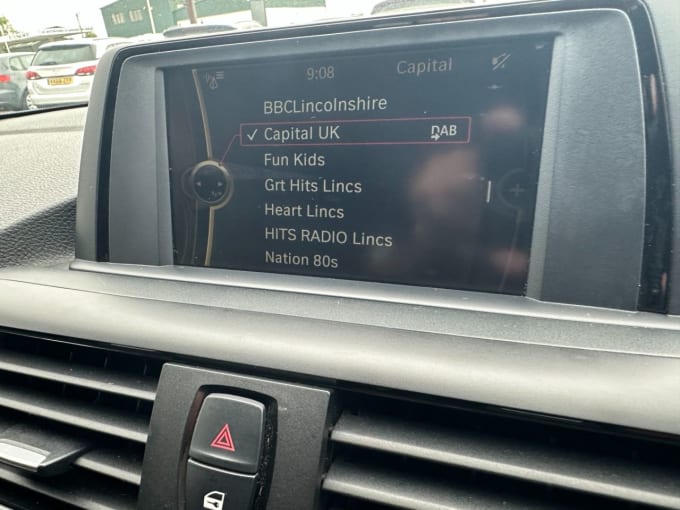 9:08 Capital
BBCLincolnshire
✓ Capital UK DAB
Fun Kids
Grt Hits Lincs
Heart Lincs
HITS RADIO Lincs
Nation 80s